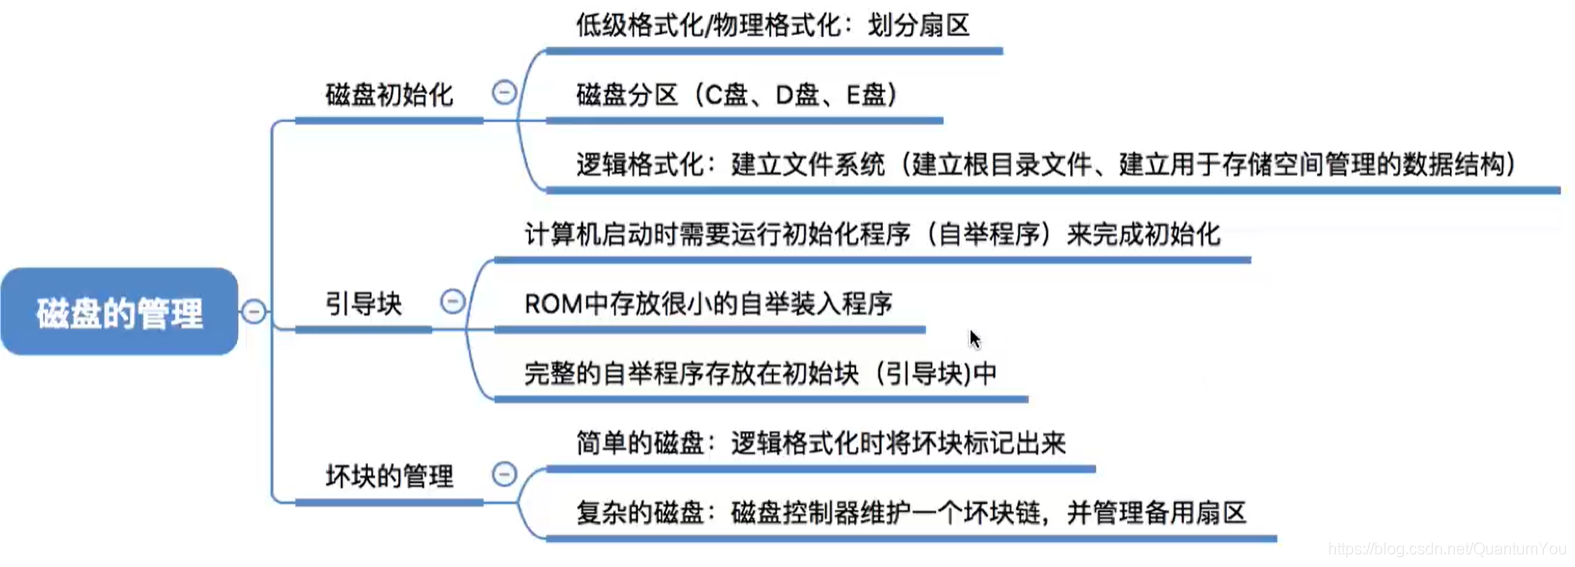 低级格式化/物理格式化：划分扇区
磁盘初始化
磁盘分区（C盘、D盘、E盘）
逻辑格式化：建立文件系统（建立根目录文件、建立用于存储空间管理的数据结构）
计算机启动时需要运行初始化程序（自举程序）来完成初始化
磁盘的管理
引导块
ROM中存放很小的自举装入程序
完整的自举程序存放在初始块（引导块)中
简单的磁盘：逻辑格式化时将坏块标记出来
坏块的管理
复杂的磁盘：磁盘控制器维护一个坏块链，并管理备用扇区
https://blog.csdn.net/QuantumYou